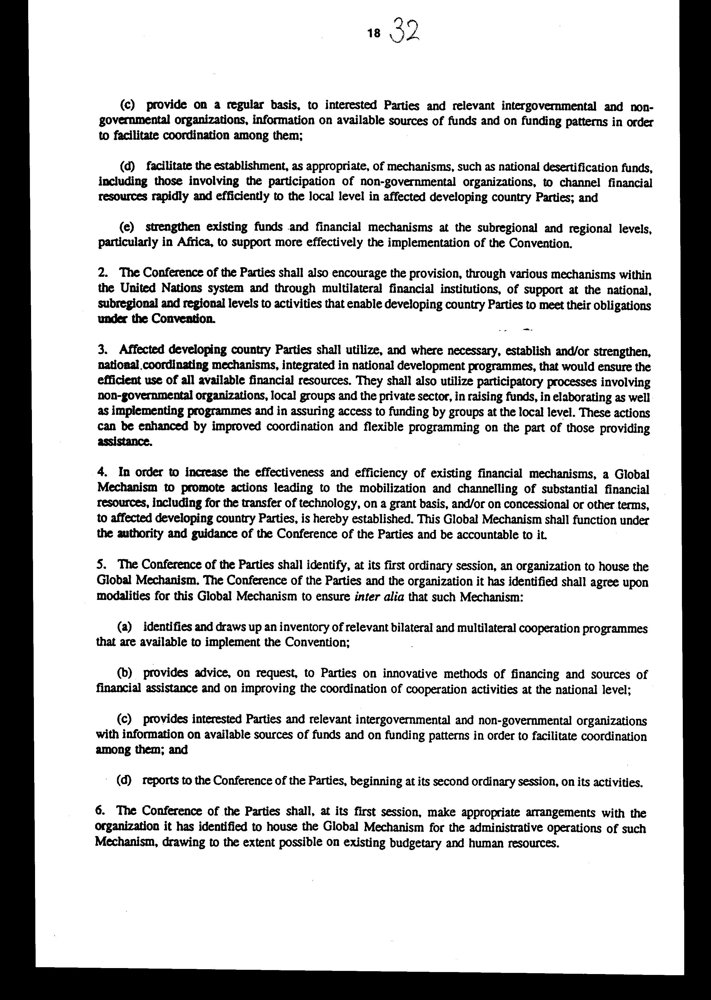 18 32
(c) provide on a regular basis, to interested Parties and relevant intergovernmental and non-
governmental organizations, information on available sources of funds and on funding patterns in order
to facilitate coordination among them;
(d) facilitate the establishment, as appropriate, of mechanisms, such as national desertification funds,
including those involving the participation of non-governmental organizations, to channel financial
resources rapidly and efficiently to the local level in affected developing country Parties; and
(e) strengthen existing funds and financial mechanisms at the subregional and regional levels,
particularly in Africa, to support more effectively the implementation of the Convention.
2. The Conference of the Parties shall also encourage the provision, through various mechanisms within
the United Nations system and through multilateral financial institutions, of support at the national,
subregional and regional levels to activities that enable developing country Parties to meet their obligations
under the Convention.
3. Affected developing country Parties shall utilize, and where necessary, establish and/or strengthen,
national coordinating mechanisms, integrated in national development programmes, that would ensure the
efficient use of all available financial resources. They shall also utilize participatory processes involving
non-governmental organizations, local groups and the private sector, in raising funds, in elaborating as well
as implementing programmes and in assuring access to funding by groups at the local level. These actions
can be enhanced by improved coordination and flexible programming on the part of those providing
assistance.
4. In order to increase the effectiveness and efficiency of existing financial mechanisms, a Global
Mechanism to promote actions leading to the mobilization and channelling of substantial financial
resources, including for the transfer of technology, on a grant basis, and/or on concessional or other terms,
to affected developing country Parties, is hereby established. This Global Mechanism shall function under
the authority and guidance of the Conference of the Parties and be accountable to it.
5. The Conference of the Parties shall identify, at its first ordinary session, an organization to house the
Global Mechanism. The Conference of the Parties and the organization it has identified shall agree upon
modalities for this Global Mechanism to ensure inter alia that such Mechanism:
(a) identifies and draws up an inventory of relevant bilateral and multilateral cooperation programmes
that are available to implement the Convention;
(b) provides advice, on request, to Parties on innovative methods of financing and sources of
financial assistance and on improving the coordination of cooperation activities at the national level;
(c) provides interested Parties and relevant intergovernmental and non-governmental organizations
with information on available sources of funds and on funding patterns in order to facilitate coordination
among them; and
(d) reports to the Conference of the Parties, beginning at its second ordinary session, on its activities.
6. The Conference of the Parties shall, at its first session, make appropriate arrangements with the
organization it has identified to house the Global Mechanism for the administrative operations of such
Mechanism, drawing to the extent possible on existing budgetary and human resources.